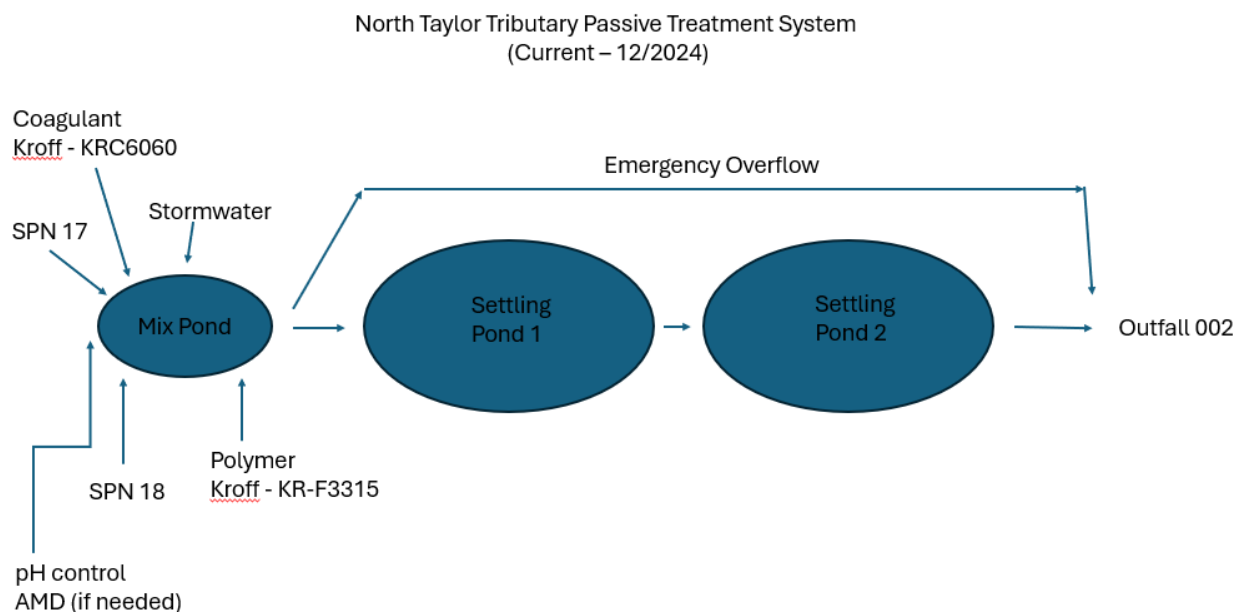 North Taylor Tributary Passive Treatment System
(Current – 12/2024)
Coagulant
Kroff - KRC6060
Emergency Overflow
Stormwater
SPN 17
Mix Pond
Settling
Pond 1
Settling
Pond 2
Outfall 002
Polymer
Kroff - KR-F3315
SPN 18
pH control
AMD (if needed)